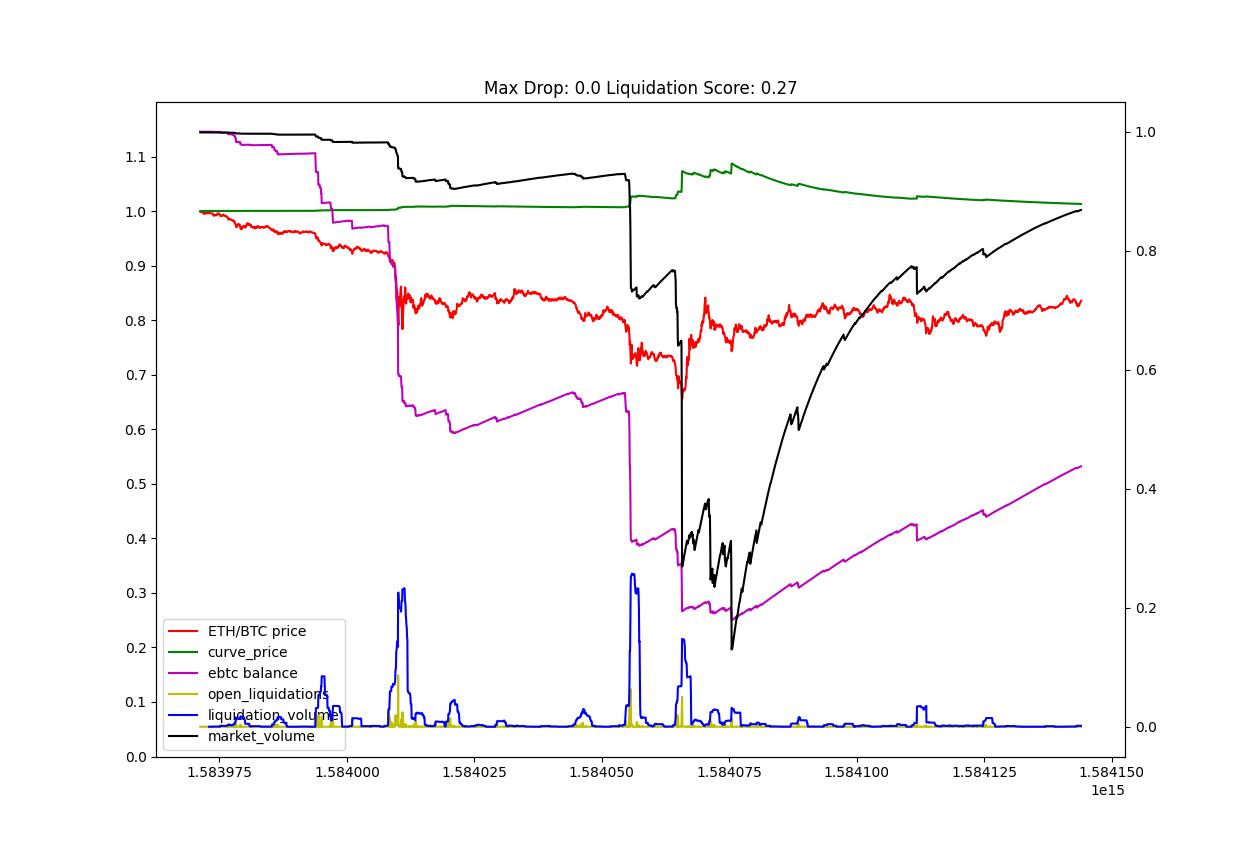 Max Drop: 0.0 Liquidation Score: 0.27
1.1
1.0
0.9
0.8
0.7
0.6
0.5
0.4
0.3
0.2
0.1
0.0
1.0
0.8
0.6
0.4
0.2
0.0
ETH/BTC price
curve_price
ebtc balance
open_liquidations
liquidation_volume
market_volume
1.583975 1.584000 1.584025 1.584050 1.584075 1.584100 1.584125 1.584150
1e15